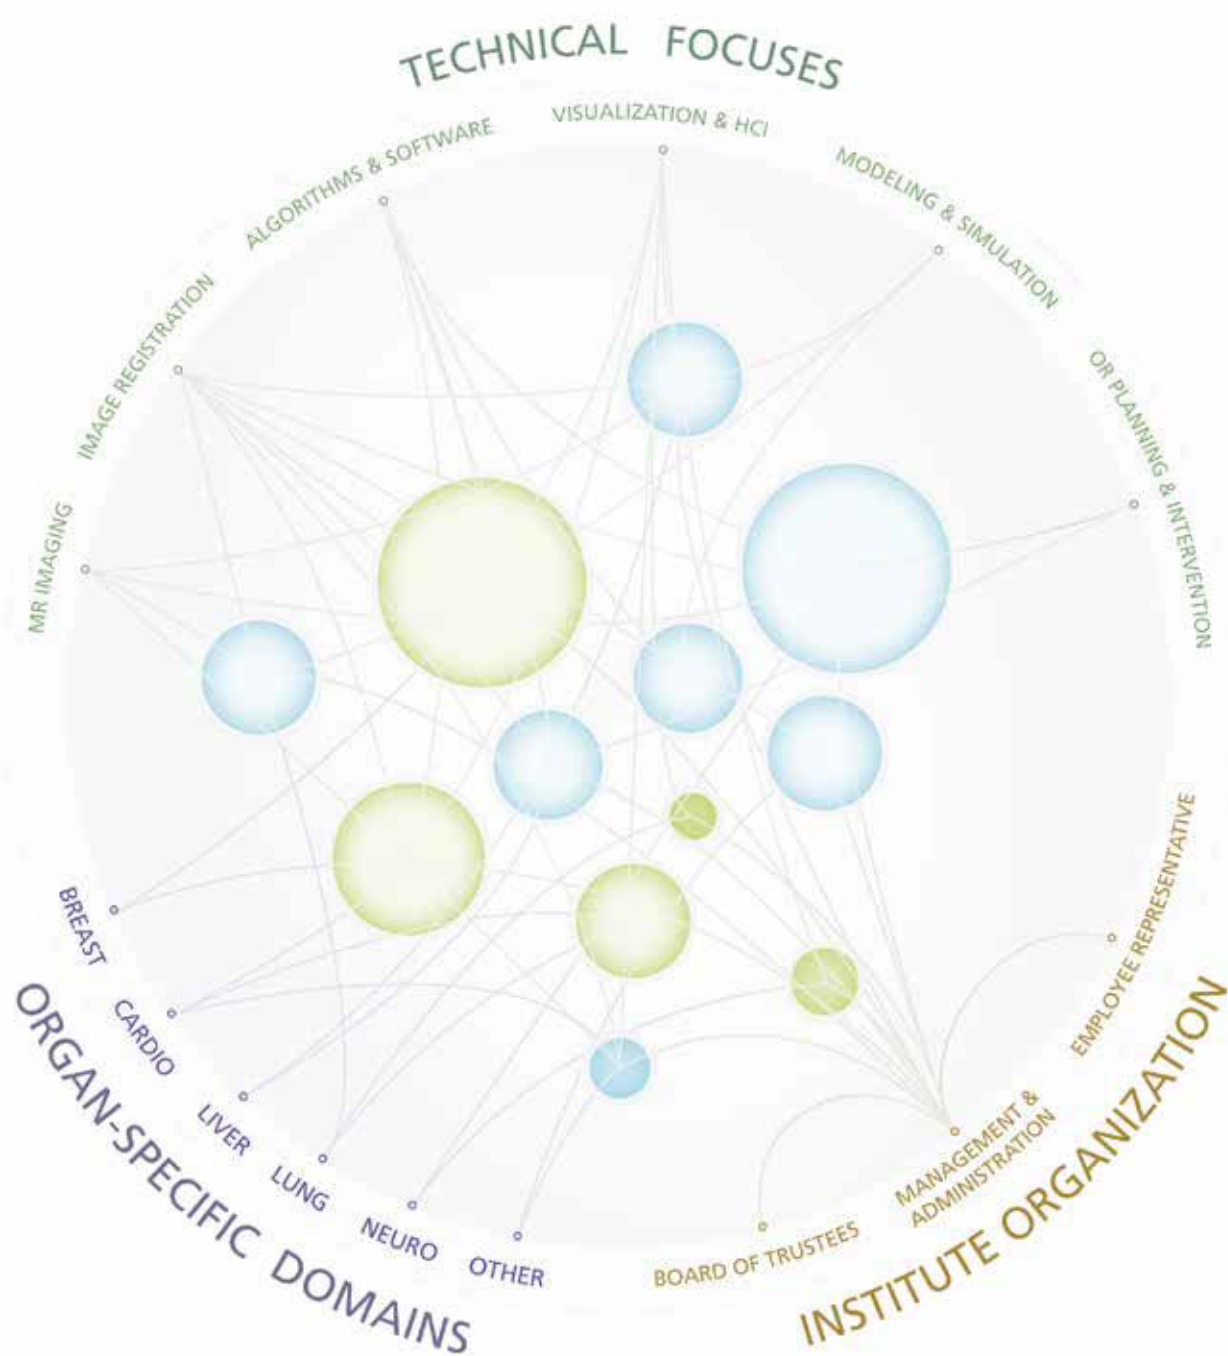 TECHNICAL FOCUSES
VISUALIZATION & HCI
ALGORITHMS & SOFTWARE
MODELING & SIMULATION
IMAGE REGISTRATION
OR PLANNING & INTERVENTION
MR IMAGING
EMPLOYEE REPRESENTATIVE
BREAST
CARDIO
LIVER
LUNG
NEURO
OTHER
BOARD OF TRUSTEES
MANAGEMENT &
ADMINISTRATION
ORGAN-SPECIFIC DOMAINS
INSTITUTE ORGANIZATION